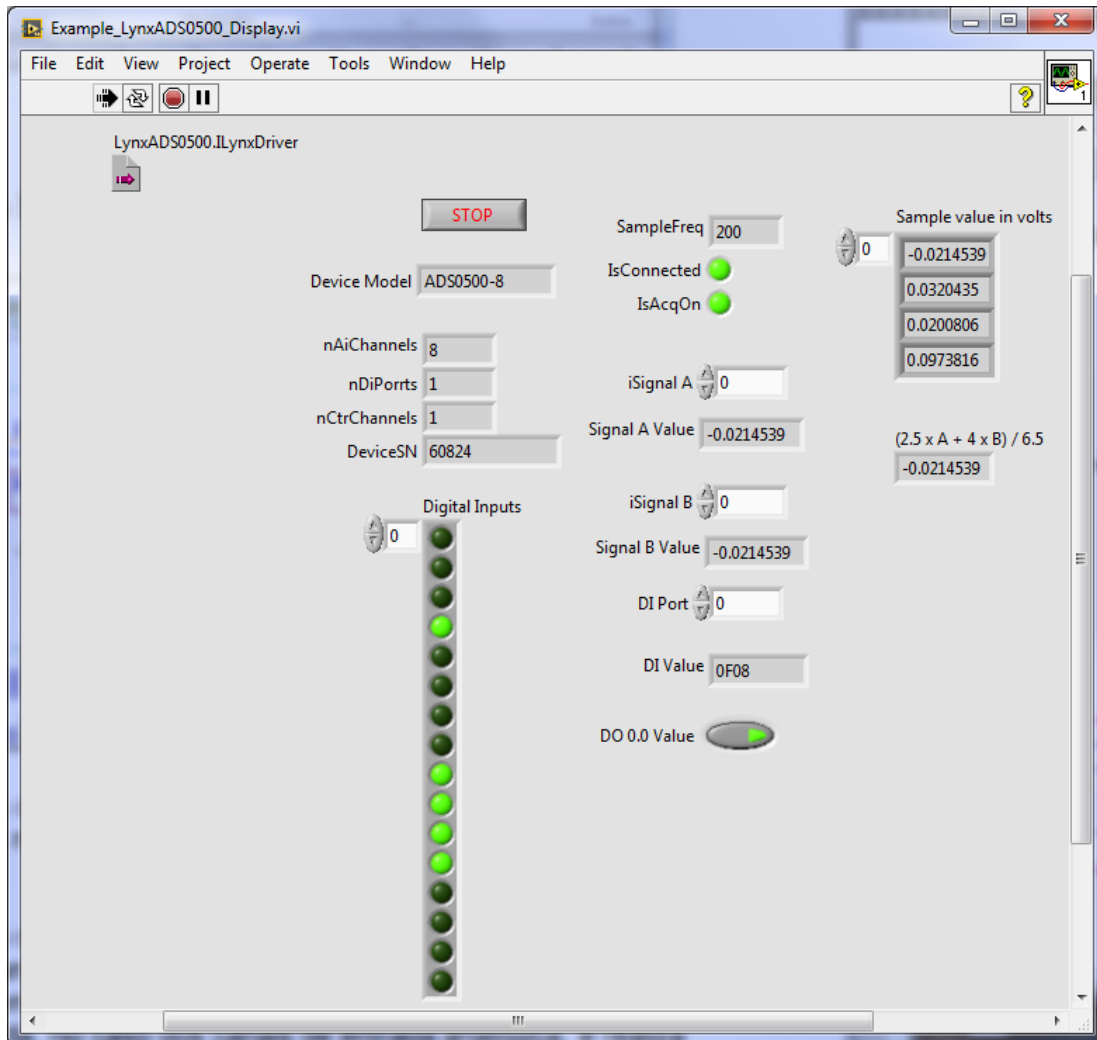 Example_LynxADS0500_Display.vi
File Edit View Project Operate Tools Window Help
1
LynxADS0500.ILynxDriver
STOP
Device Model ADS0500-8
nAiChannels 8
nDiPorrts 1
nCtrChannels 1
DeviceSN 60824
Digital Inputs
0
SampleFreq 200
IsConnected
IsAcqOn
iSignal A 0
Signal A Value -0.0214539
iSignal B 0
Signal B Value -0.0214539
DI Port 0
DI Value 0F08
DO 0.0 Value
Sample value in volts
0 -0.0214539
0.0320435
0.0200806
0.0973816
(2.5 x A + 4 x B) / 6.5
-0.0214539